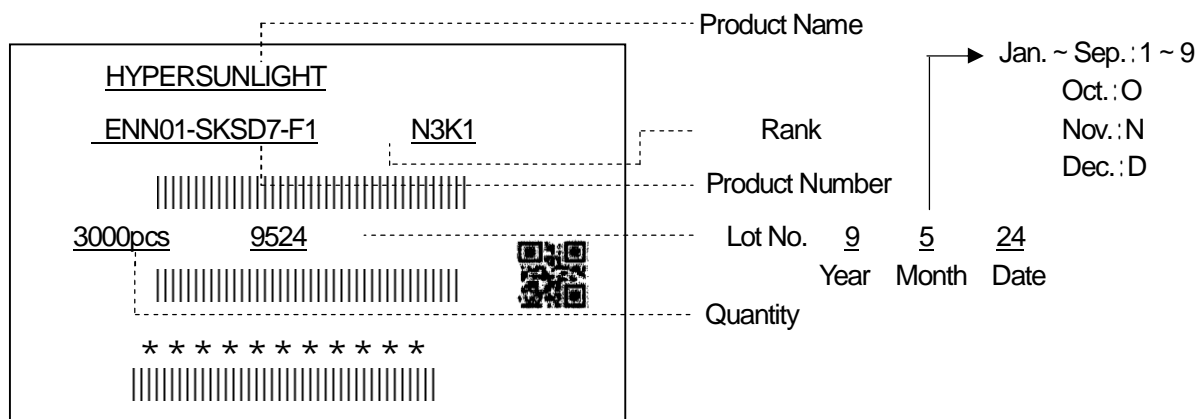 Product Name
HYPERSUNLIGHT
Jan. ~ Sep.:1 ~ 9
Oct.:O
Nov.:N
Dec.:D
ENN01-SKSD7-F1 N3K1
Rank
Product Number
3000pcs 9524
Lot No. 9 5 24
Year Month Date
Quantity
***********